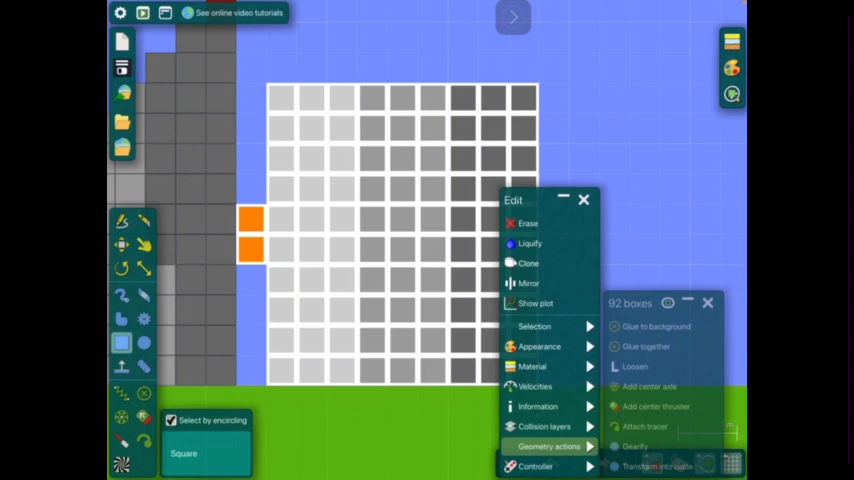 See online video tutorials
Edit
Erase
Liquify
Clone
Mirror
Show plot
Selection
Appearance
Material
Velocities
Information
Collision layers
Geometry actions
Controller
92 boxes
Glue to background
Glue together
Loosen
Add center axle
Add center thruster
Attach tracer
Gearify
Transform into circle
m
Select by encircling
Square